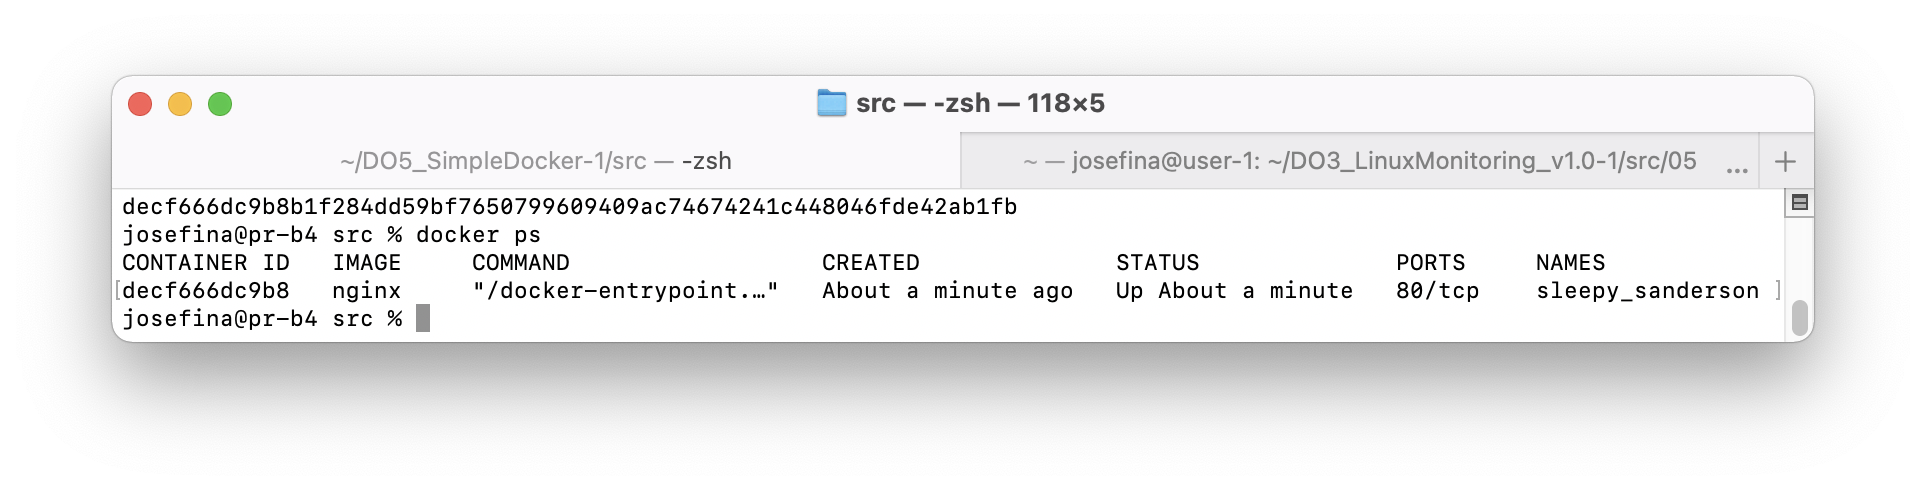 src — -zsh — 118×5
~/DO5_SimpleDocker-1/src — -zsh
~ — josefina@user-1: ~/DO3_LinuxMonitoring_v1.0-1/src/05 ... +
decf666dc9b8b1f284dd59bf7650799609409ac74674241c448046fde42ab1fb
josefina@pr-b4 src % docker ps
CONTAINER ID   IMAGE     COMMAND                  CREATED              STATUS              PORTS     NAMES
[decf666dc9b8   nginx     "/docker-entrypoint.…"   About a minute ago   Up About a minute   80/tcp    sleepy_sanderson ]
josefina@pr-b4 src %